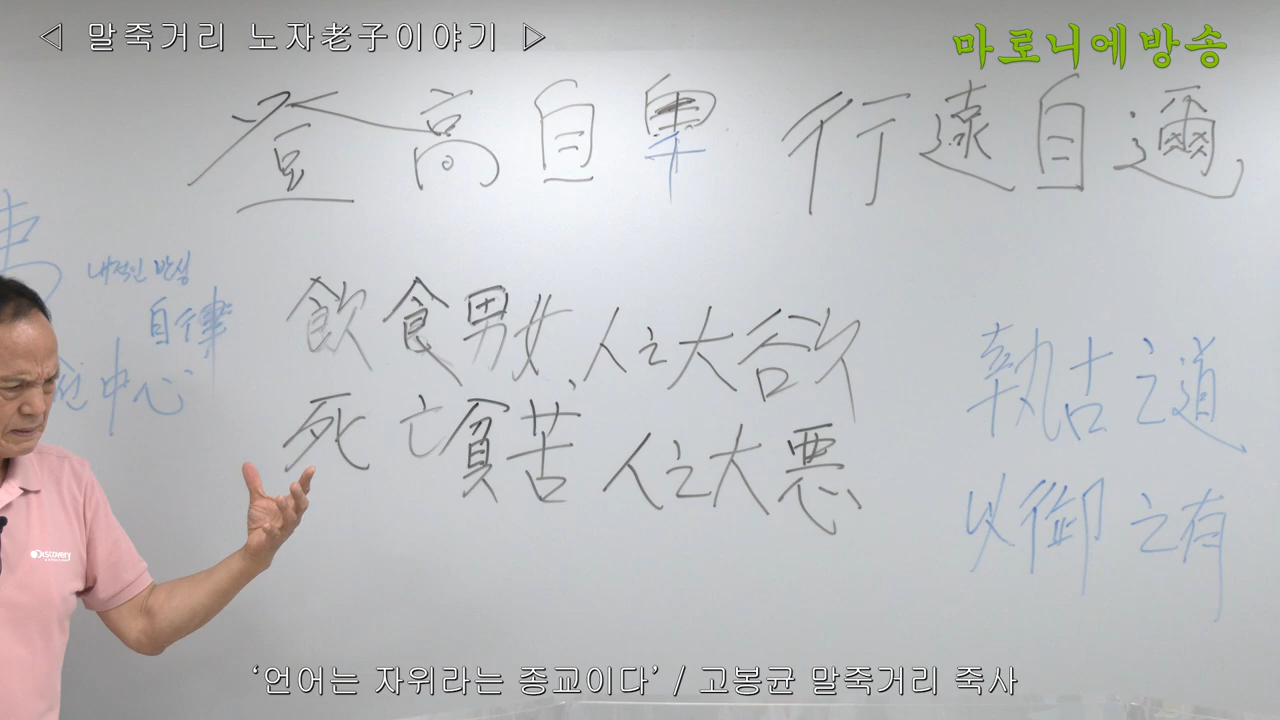 ◁ 말죽거리 노자老子이야기 ▷
마로니에방송
登高自卑 行遠自邇
내적인 반성
自律
中心
飮食男女、人之大欲
死亡貧苦、人之大惡
執古之道
以御之有
Discovery
‘언어는 자위라는 종교이다’ / 고봉균 말죽거리 죽사